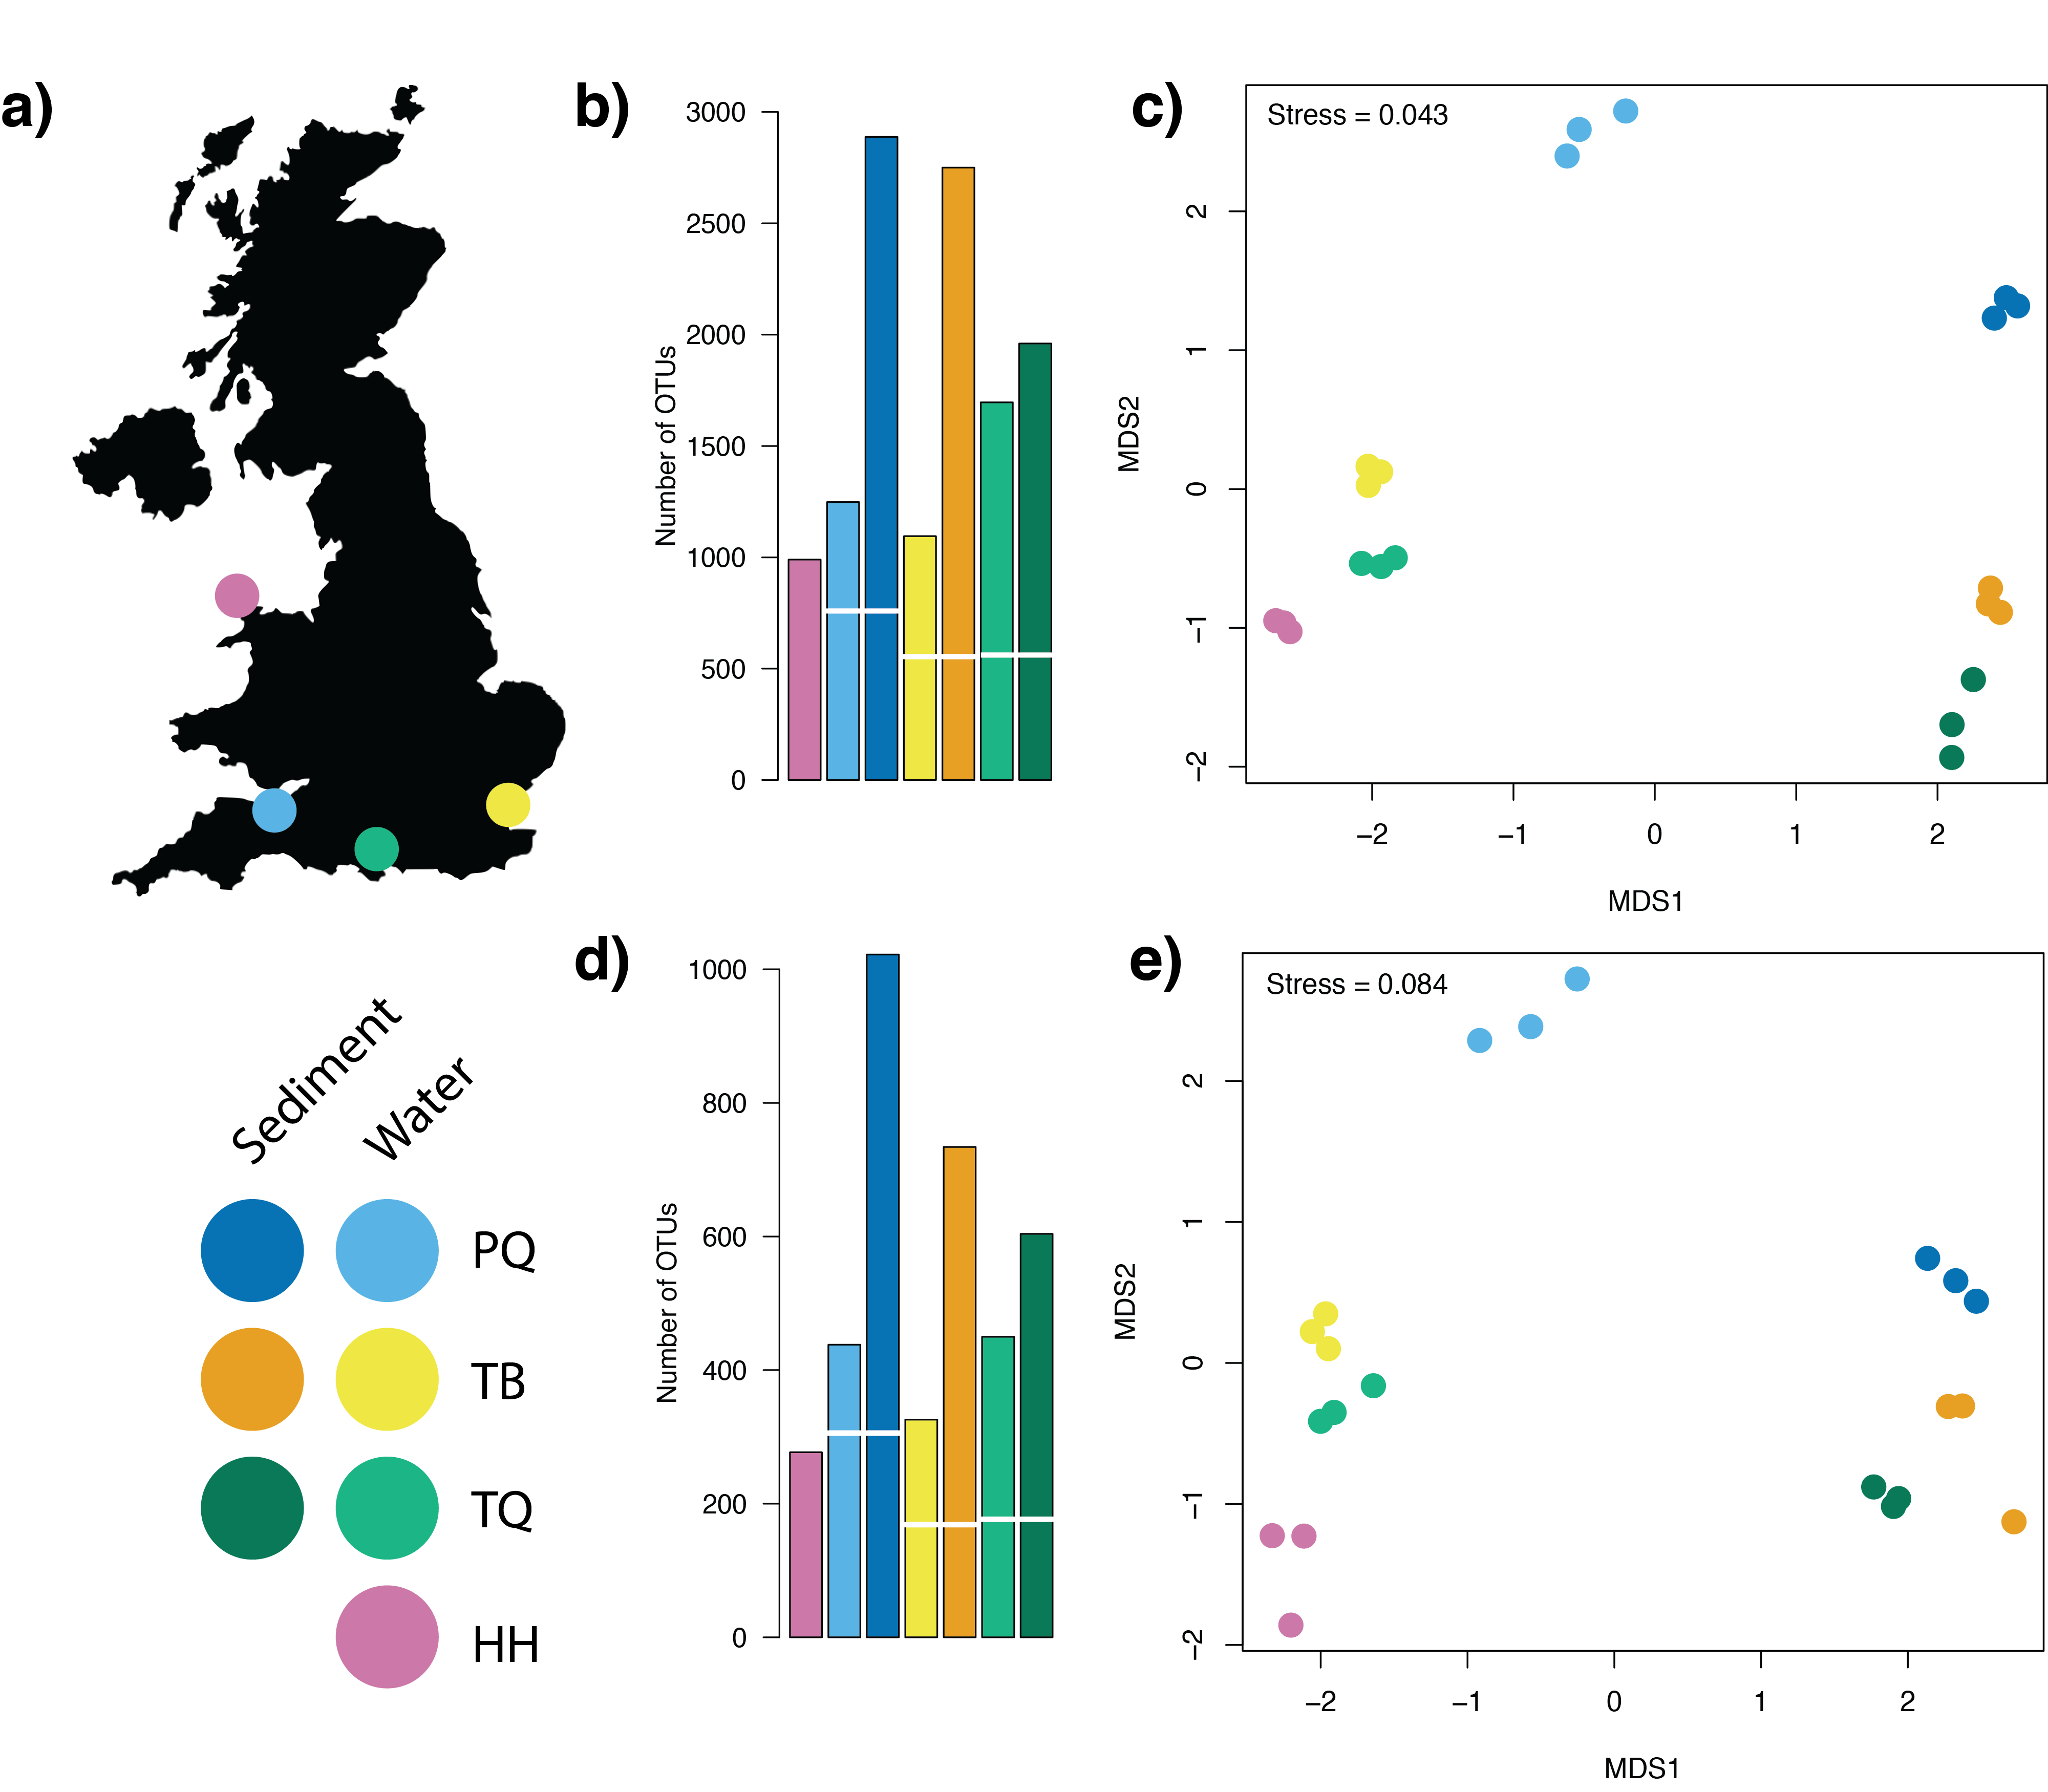 a)
b)
3000
2500
2000
1500
1000
500
0
Number of OTUs
c)
Stress = 0.043
2
1
0
−1
−2
MDS2
−2
−1
0
1
2
MDS1
Sediment
Water
PQ
TB
TQ
HH
d)
1000
800
600
400
200
0
Number of OTUs
e)
Stress = 0.084
2
1
0
−1
−2
MDS2
−2
−1
0
1
2
MDS1